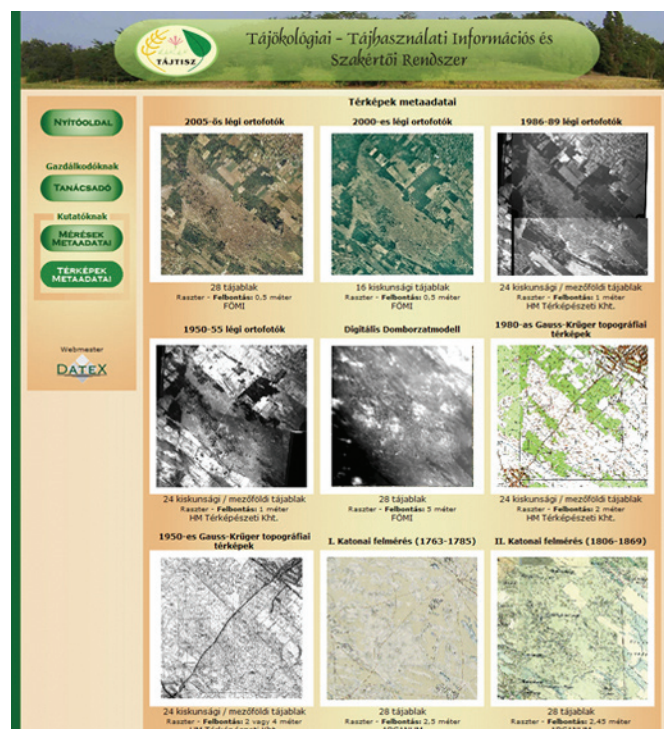 Tájökológiai - Tájhasználati Információs és
Szakértői Rendszer
TÁJTISZ
NYITÓOLDAL
Gazdálkodóknak
TANÁCSADÓ
Kutatóknak
MÉRÉSEK
METAADATAI
TÉRKÉPEK
METAADATAI
Webmester
DATEX
Térképek metaadatai
2005-ös légi ortofotók
28 tájablak
Raszter - Felbontás: 0,5 méter
FÖMI
2000-es légi ortofotók
16 kiskunsági tájablak
Raszter - Felbontás: 0,5 méter
FÖMI
1986-89 légi ortofotók
24 kiskunsági / mezőföldi tájablak
Raszter - Felbontás: 1 méter
HM Térképészeti Kht.
1950-55 légi ortofotók
24 kiskunsági / mezőföldi tájablak
Raszter - Felbontás: 1 méter
HM Térképészeti Kht.
Digitális Domborzatmodell
28 tájablak
Raszter - Felbontás: 5 méter
FÖMI
1980-as Gauss-Krüger topográfiai
térképek
24 kiskunsági / mezőföldi tájablak
Raszter - Felbontás: 2 méter
HM Térképészeti Kht.
1950-es Gauss-Krüger topográfiai
térképek
24 kiskunsági / mezőföldi tájablak
Raszter - Felbontás: 2 vagy 4 méter
HM Térképészeti Kht.
I. Katonai felmérés (1763-1785)
28 tájablak
Raszter - Felbontás: 2,5 méter
ARCANUM
II. Katonai felmérés (1806-1869)
28 tájablak
Raszter - Felbontás: 2,45 méter
ARCANUM